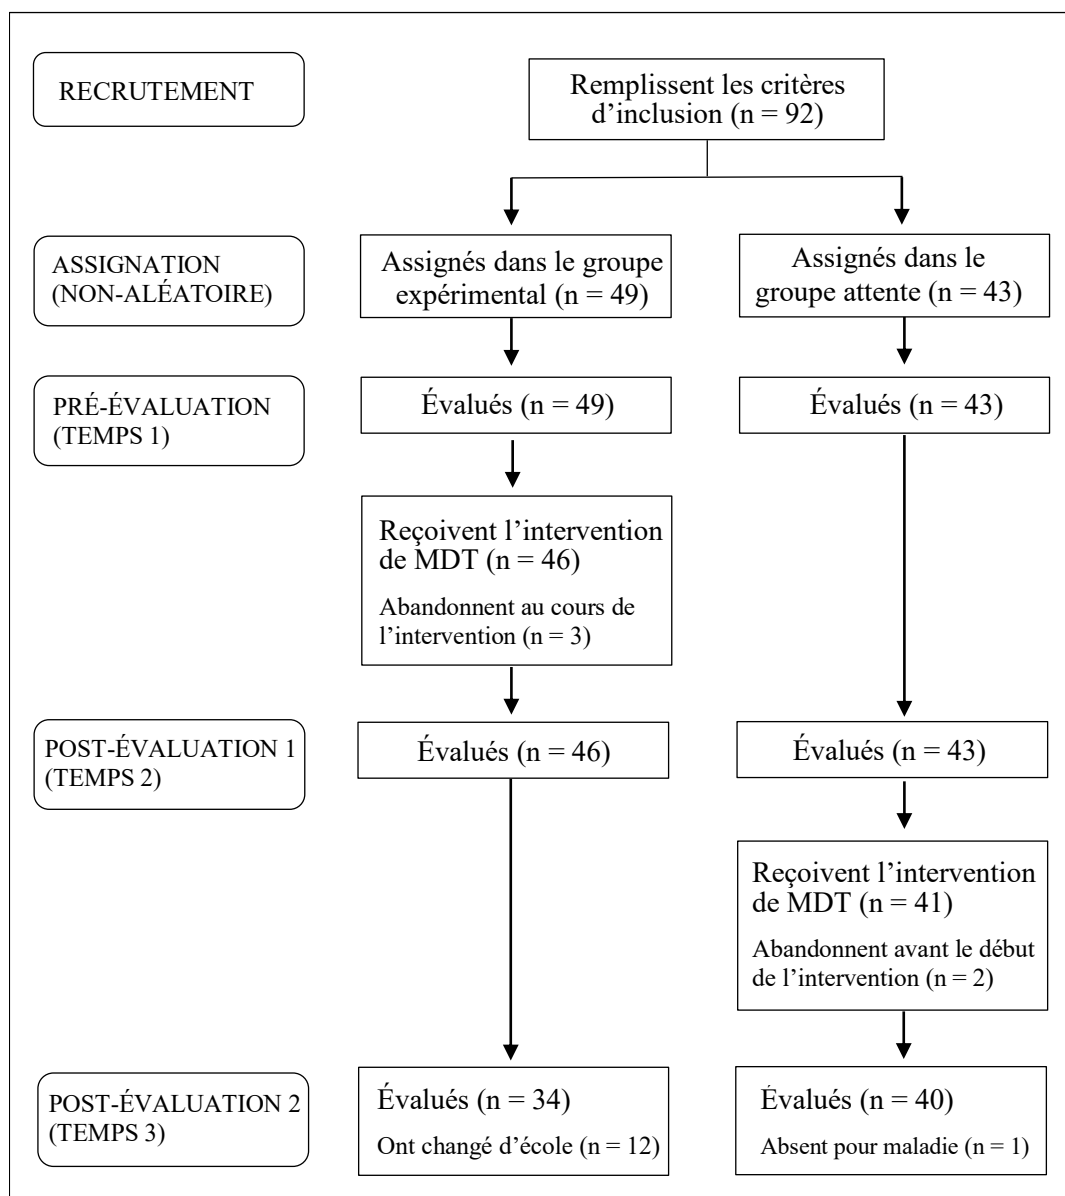 RECRUTEMENT
Remplissent les critères
d’inclusion (n = 92)
ASSIGNATION
(NON-ALÉATOIRE)
Assignés dans le groupe
expérimental (n = 49)
Assignés dans le
groupe attente (n = 43)
PRÉ-ÉVALUATION
(TEMPS 1)
Évalués (n = 49)
Évalués (n = 43)
Reçoivent l’intervention
de MDT (n = 46)
Abandonnent au cours de
l’intervention (n = 3)
POST-ÉVALUATION 1
(TEMPS 2)
Évalués (n = 46)
Évalués (n = 43)
Reçoivent l’intervention
de MDT (n = 41)
Abandonnent avant le début
de l’intervention (n = 2)
POST-ÉVALUATION 2
(TEMPS 3)
Évalués (n = 34)
Ont changé d’école (n = 12)
Évalués (n = 40)
Absent pour maladie (n = 1)